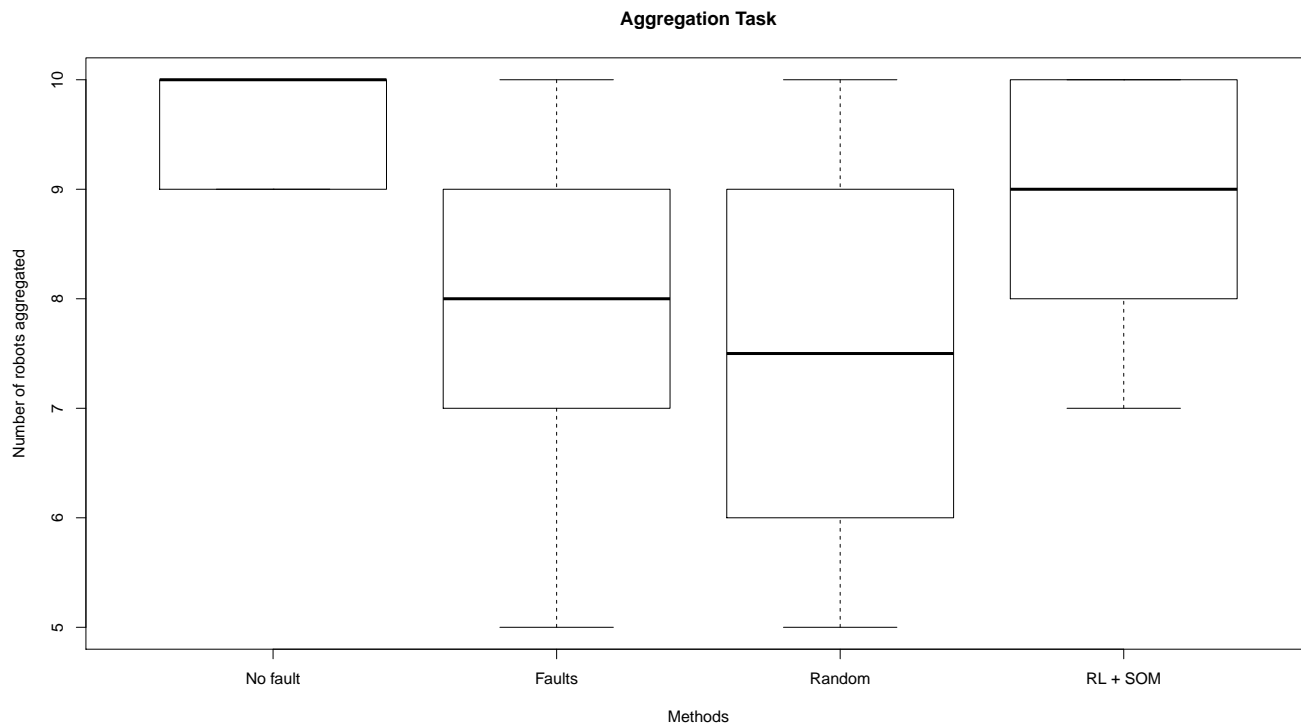 Aggregation Task
Number of robots aggregated
10
9
8
7
6
5
No fault
Faults
Random
RL + SOM
Methods